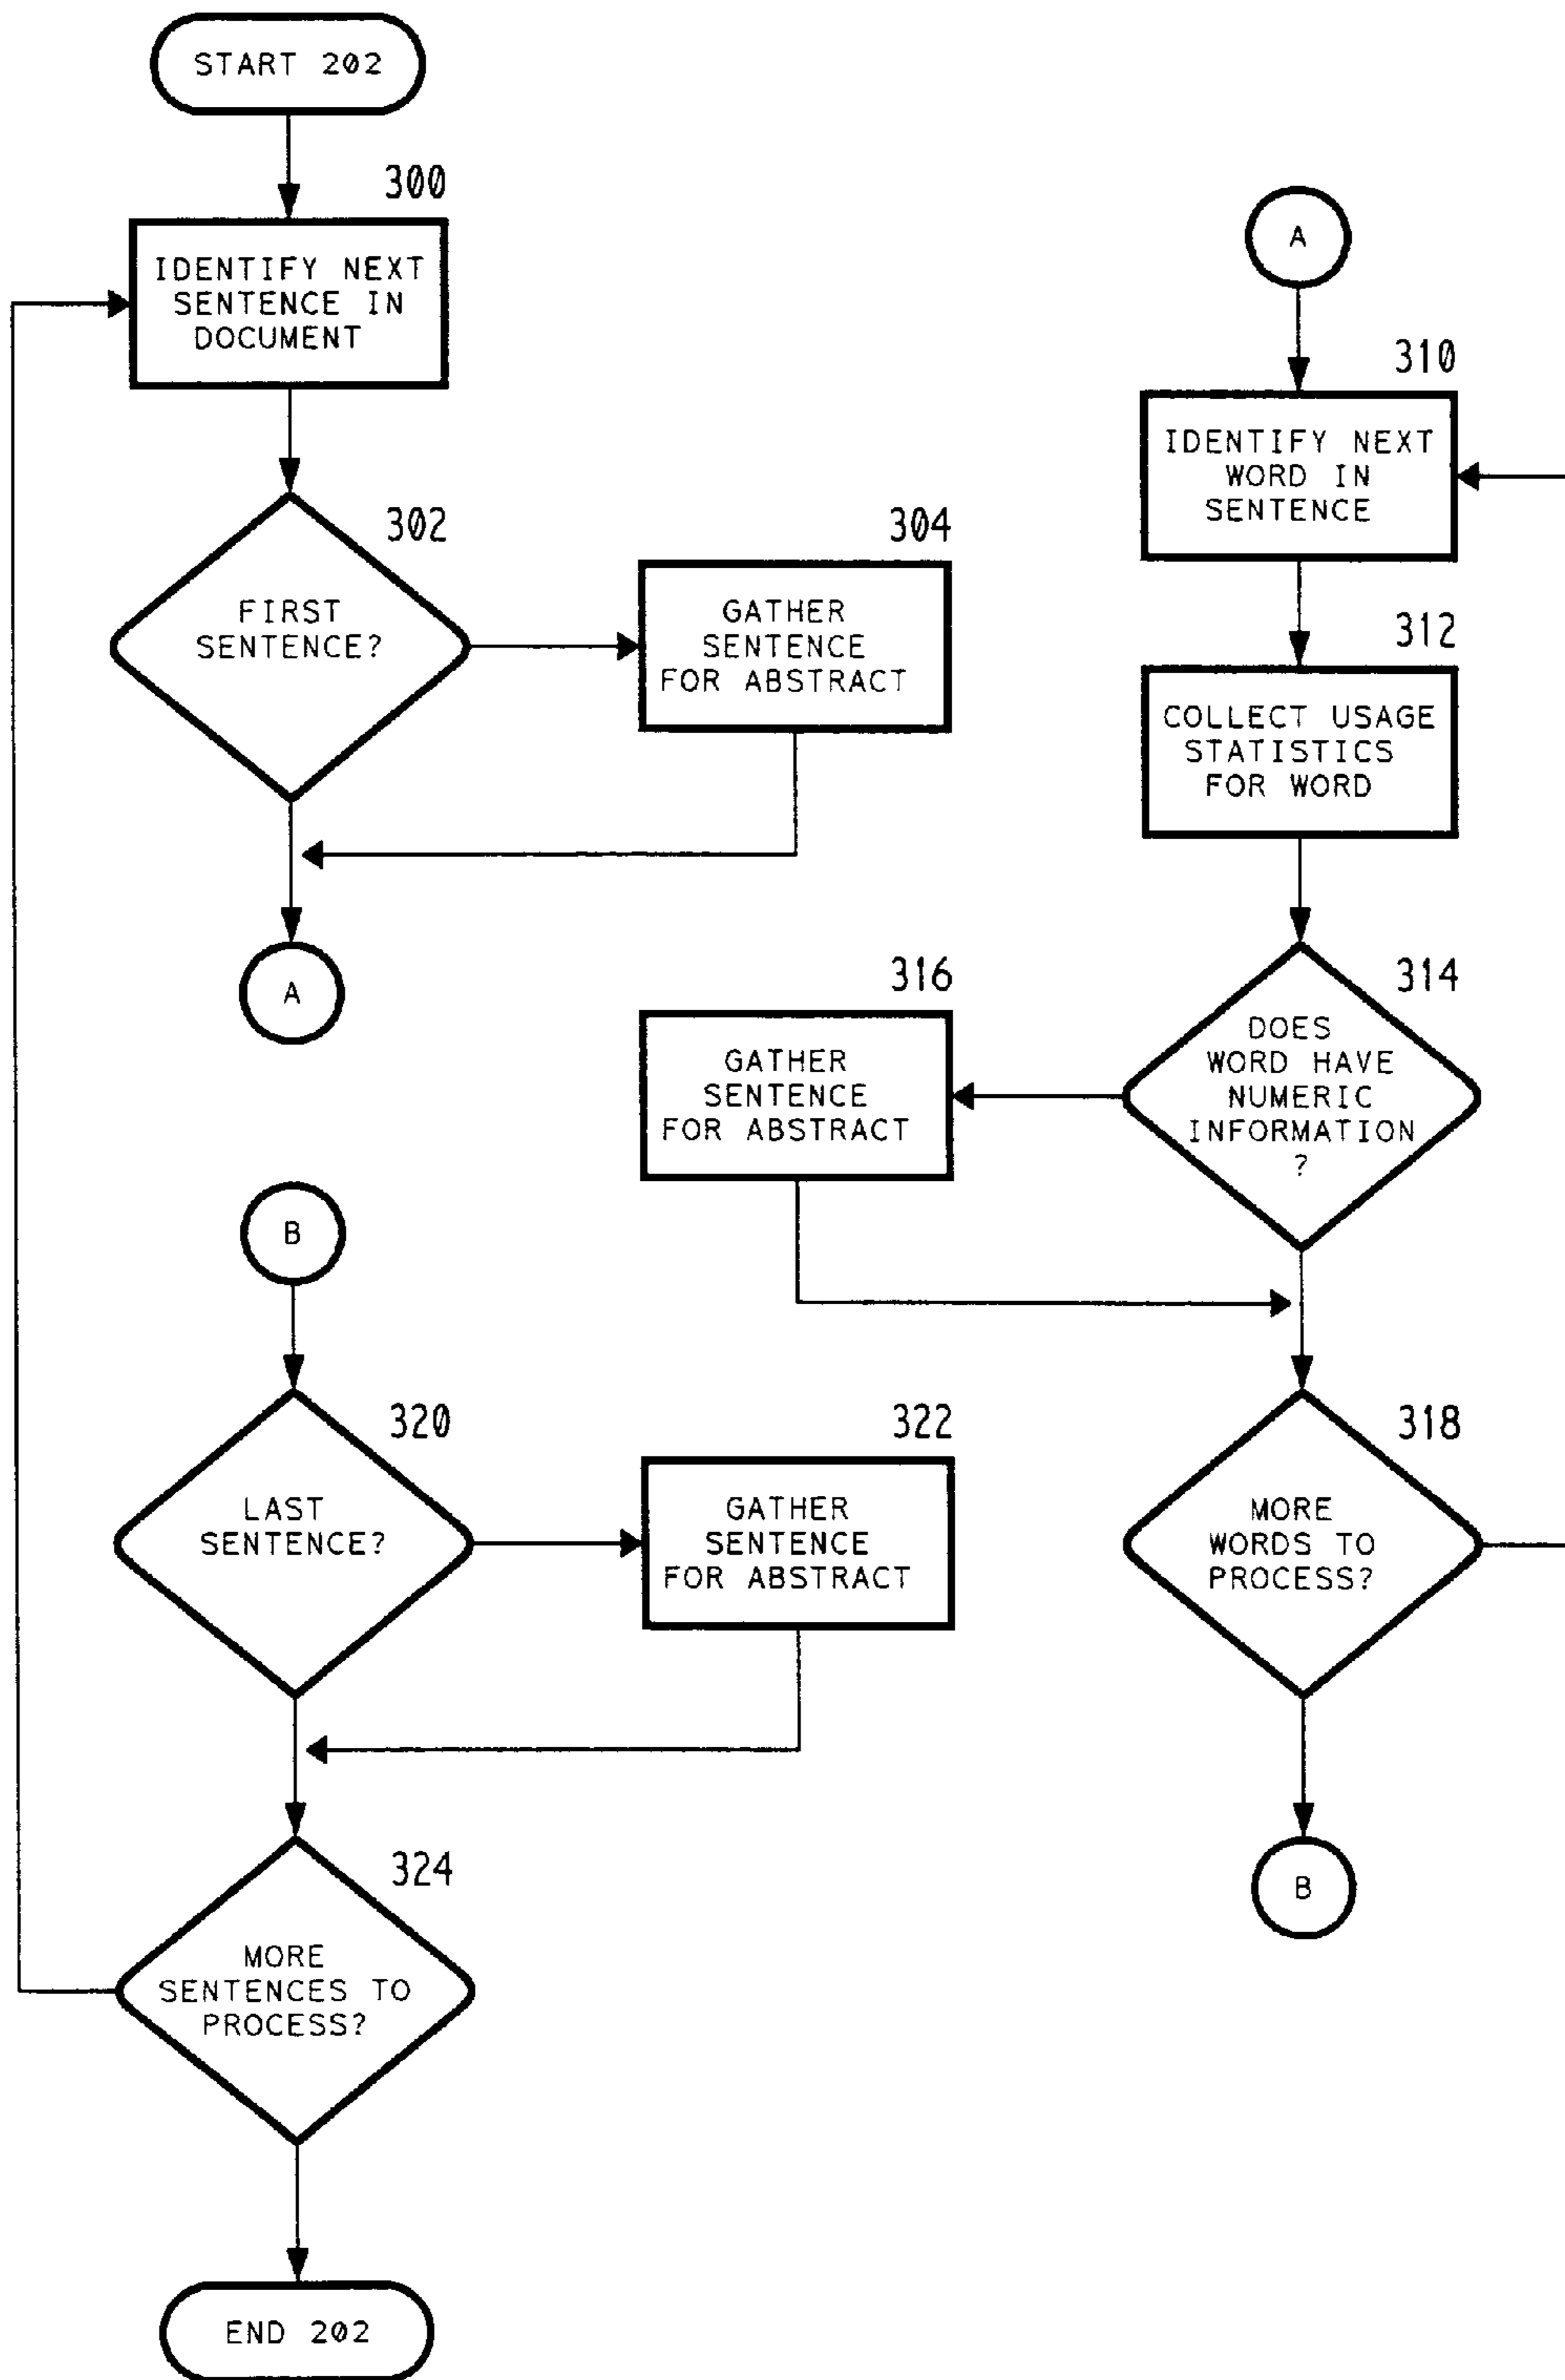 START 202
300
IDENTIFY NEXT
SENTENCE IN
DOCUMENT
302
FIRST
SENTENCE?
304
GATHER
SENTENCE
FOR ABSTRACT
A
B
320
LAST
SENTENCE?
322
GATHER
SENTENCE
FOR ABSTRACT
324
MORE
SENTENCES TO
PROCESS?
END 202
A
310
IDENTIFY NEXT
WORD IN
SENTENCE
312
COLLECT USAGE
STATISTICS
FOR WORD
314
DOES
WORD HAVE
NUMERIC
INFORMATION
?
316
GATHER
SENTENCE
FOR ABSTRACT
318
MORE
WORDS TO
PROCESS?
B